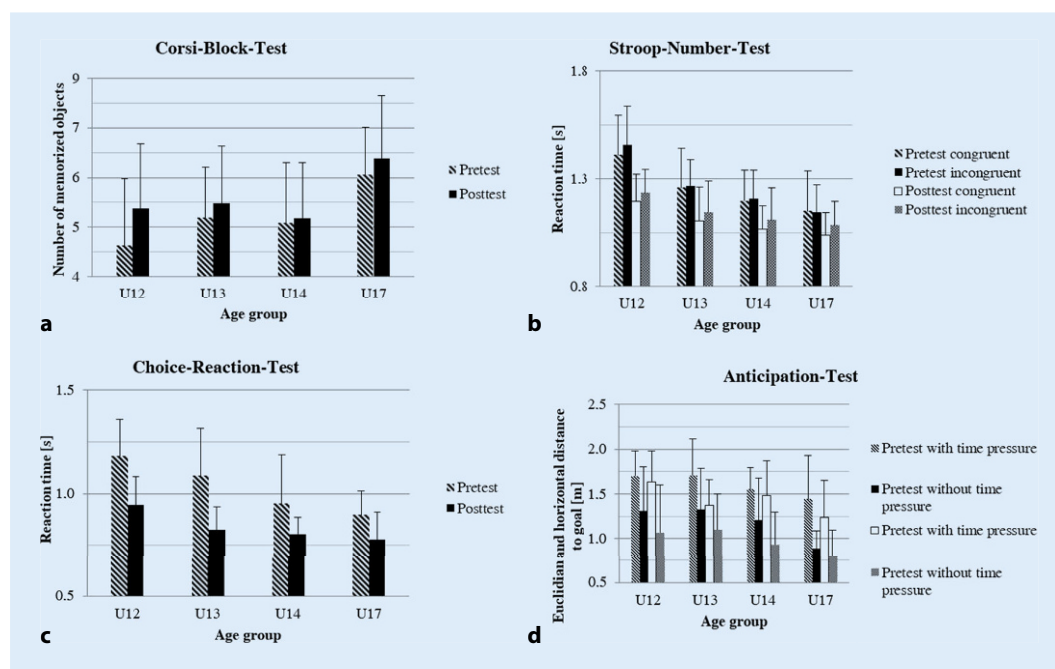 Corsi-Block-Test
Number of memorized objects
9
8
7
6
5
4
U12
U13
U14
U17
Age group
Pretest
Posttest
a
Stroop-Number-Test
Reaction time [s]
1.8
1.3
0.8
U12
U13
U14
U17
Age group
Pretest congruent
Pretest incongruent
Posttest congruent
Posttest incongruent
b
Choice-Reaction-Test
Reaction time [s]
1.5
1.0
0.5
U12
U13
U14
U17
Age group
Pretest
Posttest
c
Anticipation-Test
Euclidian and horizontal distance
to goal [m]
2.5
2.0
1.5
1.0
0.5
U12
U13
U14
U17
Age group
Pretest with time pressure
Pretest without time
pressure
Pretest with time pressure
Pretest without time
pressure
d